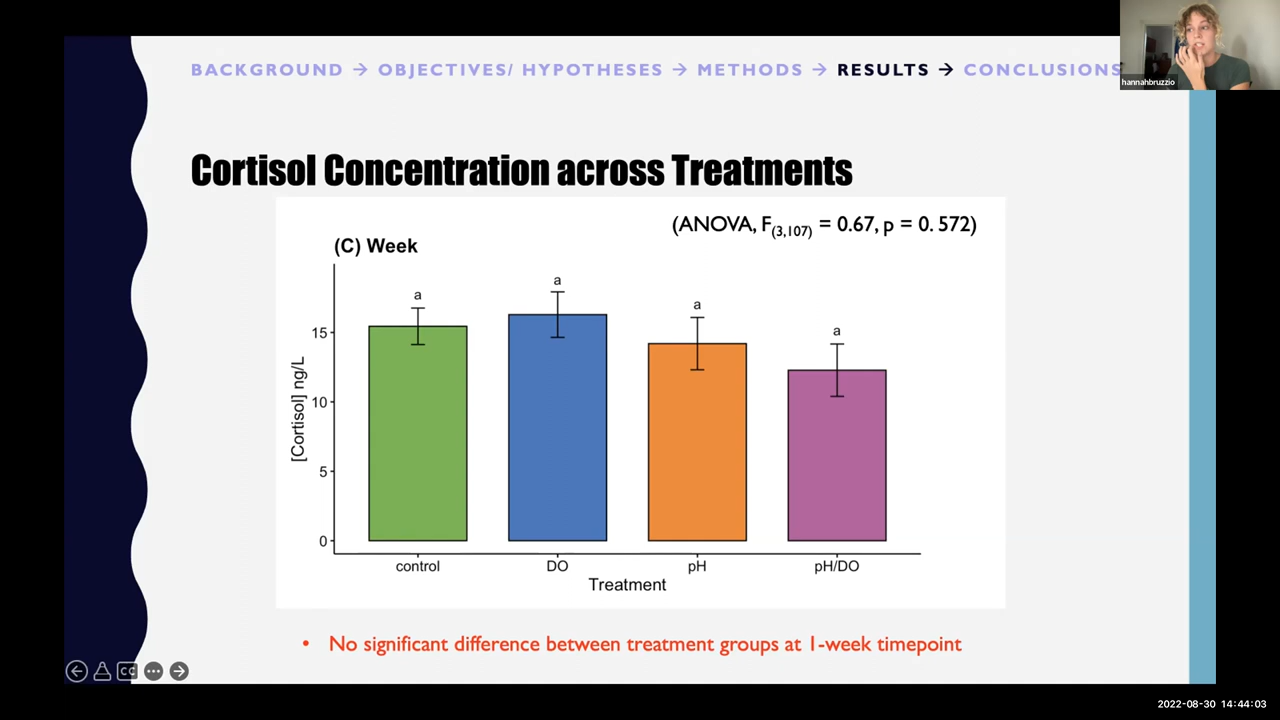 BACKGROUND → OBJECTIVES/ HYPOTHESES → METHODS → RESULTS → CONCLUSIONS
hannahbruzzio
Cortisol Concentration across Treatments
(ANOVA, F(3,107) = 0.67, p = 0. 572)
(C) Week
a
a
a
a
15
10
5
0
[Cortisol] ng/L
control DO pH pH/DO
Treatment
• No significant difference between treatment groups at 1-week timepoint
CC
2022-08-30 14:44:03